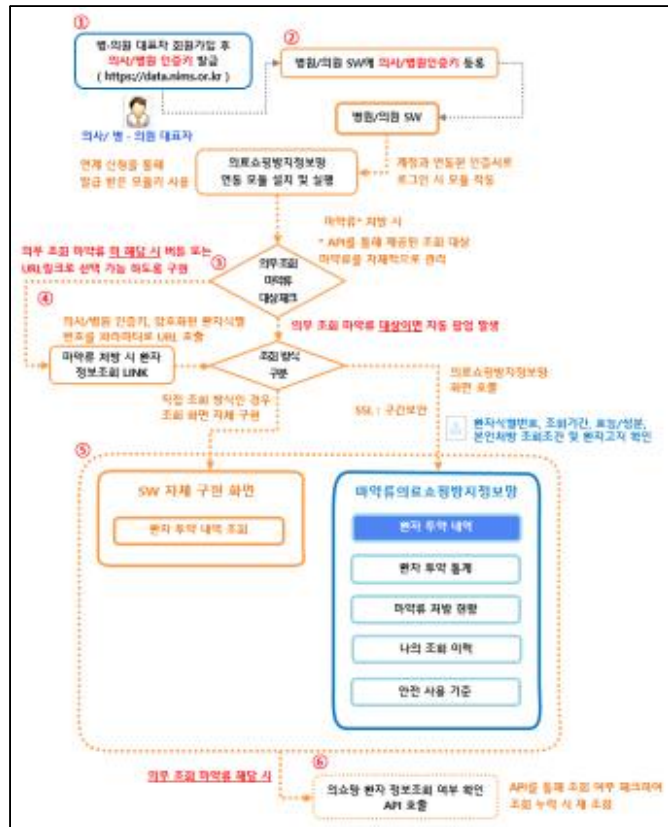 ①
병·의원 대표자 회원가입 후
의사/병원 인증키 발급
( https://data.nims.or.kr )
의사/ 병 - 의원 대표자
②
병원/의원 SW에 의사/병원인증키 등록
병원/의원 SW
연계 신청을 통해
발급 받은 모듈키 사용
의료쇼핑방지정보망
연동 모듈 설치 및 실행
계정과 연동된 인증서로
로그인 시 모듈 작동
마약류* 처방 시
* API를 통해 제공된 조회 대상
마약류를 자체적으로 관리
의무 조회 마약류 미 해당 시 버튼 또는
URL링크로 선택 가능 하도록 구현
③
의무조회
마약류
대상체크
④
의사/병원 인증키, 암호화된 환자식별
번호를 파라미터로 URL 호출
의무 조회 마약류 대상이면 자동 팝업 발생
마약류 처방 시 환자
정보조회 LINK
조회 방식
구분
직접 조회 방식인 경우
조회 화면 자체 구현
의료쇼핑방지정보망
화면 호출
SSL : 구간보안
환자식별번호, 조회기간, 효능/성분,
본인처방 조회조건 및 환자고지 확인
⑤
SW 자체 구현 화면
환자 투약 내역 조회
마약류의료쇼핑방지정보망
환자 투약 내역
환자 투약 통계
마약류 처방 현황
나의 조회 이력
안전 사용 기준
의무 조회 마약류 해당 시
⑥
의쇼망 환자 정보조회 여부 확인
API 호출
API를 통해 조회 여부 체크하여
조회 누락 시 재 조회